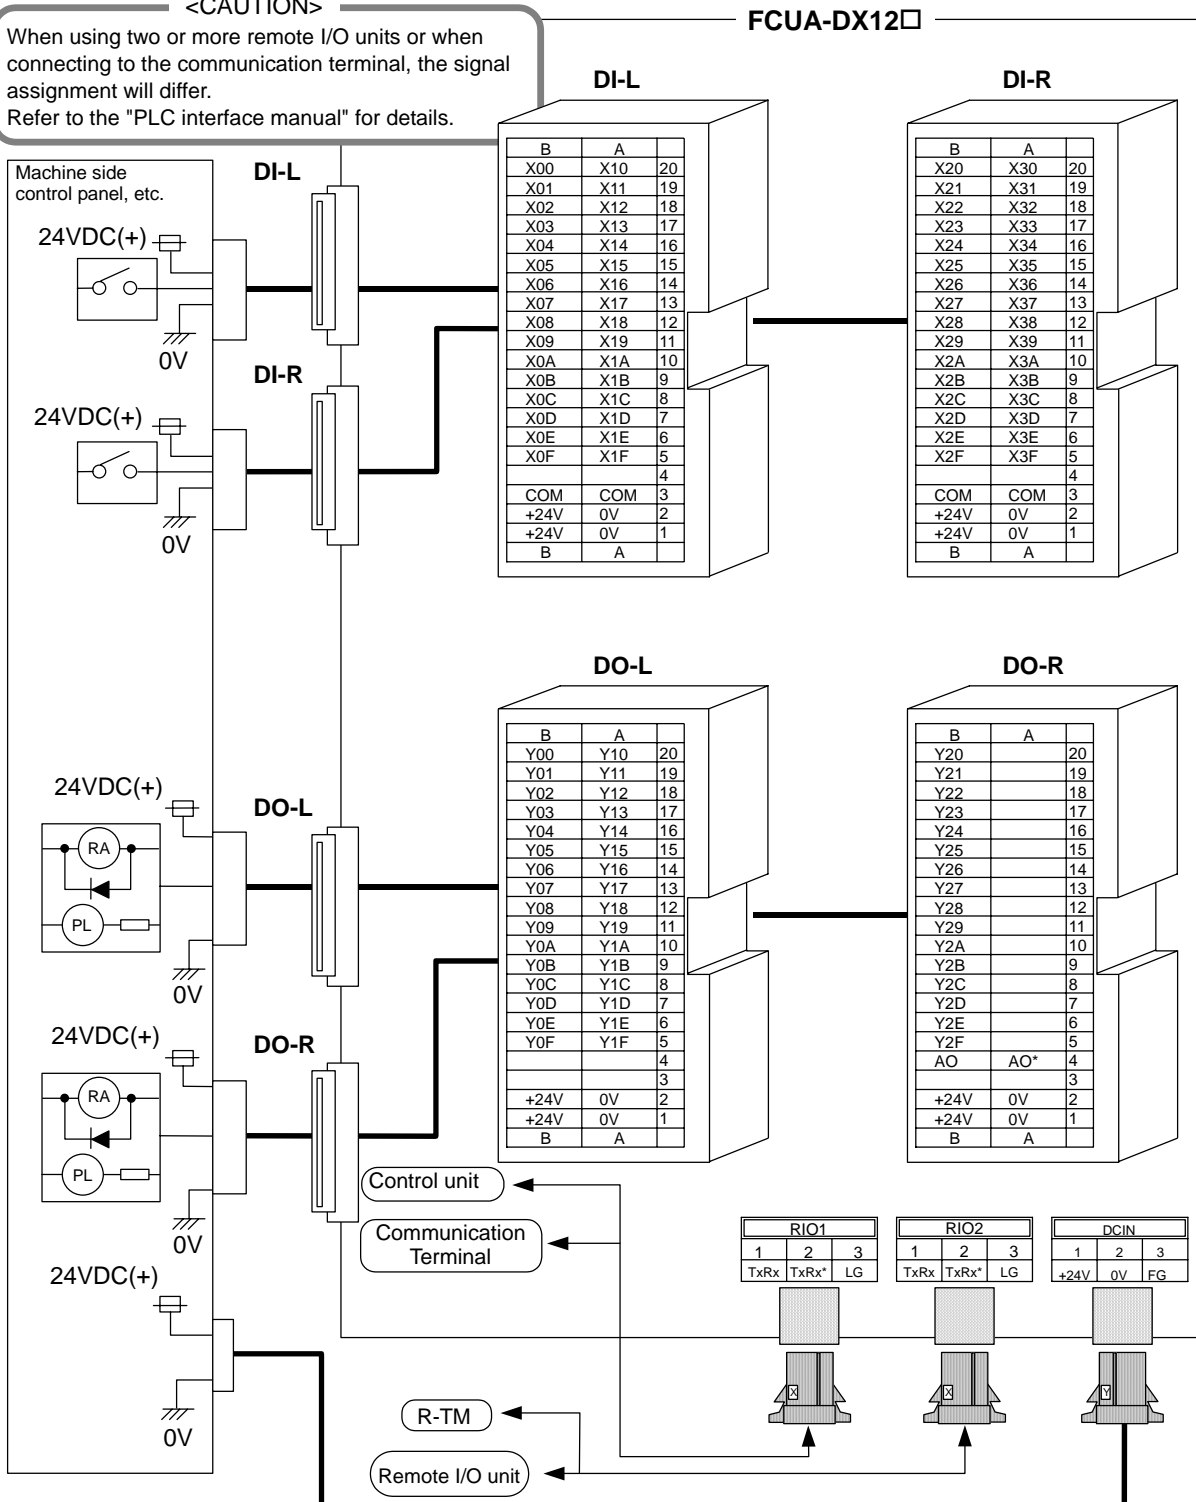 <CAUTION>
When using two or more remote I/O units or when
connecting to the communication terminal, the signal
assignment will differ.
Refer to the "PLC interface manual" for details.
FCUA-DX12□
DI-L
B A
X00 X10 20
X01 X11 19
X02 X12 18
X03 X13 17
X04 X14 16
X05 X15 15
X06 X16 14
X07 X17 13
X08 X18 12
X09 X19 11
X0A X1A 10
X0B X1B 9
X0C X1C 8
X0D X1D 7
X0E X1E 6
X0F X1F 5
4
COM COM 3
+24V 0V 2
+24V 0V 1
B A
DI-R
B A
X20 X30 20
X21 X31 19
X22 X32 18
X23 X33 17
X24 X34 16
X25 X35 15
X26 X36 14
X27 X37 13
X28 X38 12
X29 X39 11
X2A X3A 10
X2B X3B 9
X2C X3C 8
X2D X3D 7
X2E X3E 6
X2F X3F 5
4
COM COM 3
+24V 0V 2
+24V 0V 1
B A
Machine side
control panel, etc.
DI-L
24VDC(+)
0V
DI-R
24VDC(+)
0V
DO-L
B A
Y00 Y10 20
Y01 Y11 19
Y02 Y12 18
Y03 Y13 17
Y04 Y14 16
Y05 Y15 15
Y06 Y16 14
Y07 Y17 13
Y08 Y18 12
Y09 Y19 11
Y0A Y1A 10
Y0B Y1B 9
Y0C Y1C 8
Y0D Y1D 7
Y0E Y1E 6
Y0F Y1F 5
4
3
+24V 0V 2
+24V 0V 1
B A
DO-R
B A
Y20 20
Y21 19
Y22 18
Y23 17
Y24 16
Y25 15
Y26 14
Y27 13
Y28 12
Y29 11
Y2A 10
Y2B 9
Y2C 8
Y2D 7
Y2E 6
Y2F 5
AO AO* 4
3
+24V 0V 2
+24V 0V 1
B A
24VDC(+)
DO-L
RA
PL
0V
24VDC(+)
DO-R
RA
PL
0V
24VDC(+)
0V
Control unit
Communication
Terminal
RIO1
1 2 3
TxRx TxRx* LG
RIO2
1 2 3
TxRx TxRx* LG
DCIN
1 2 3
+24V 0V FG
X
X
Y
R-TM
Remote I/O unit